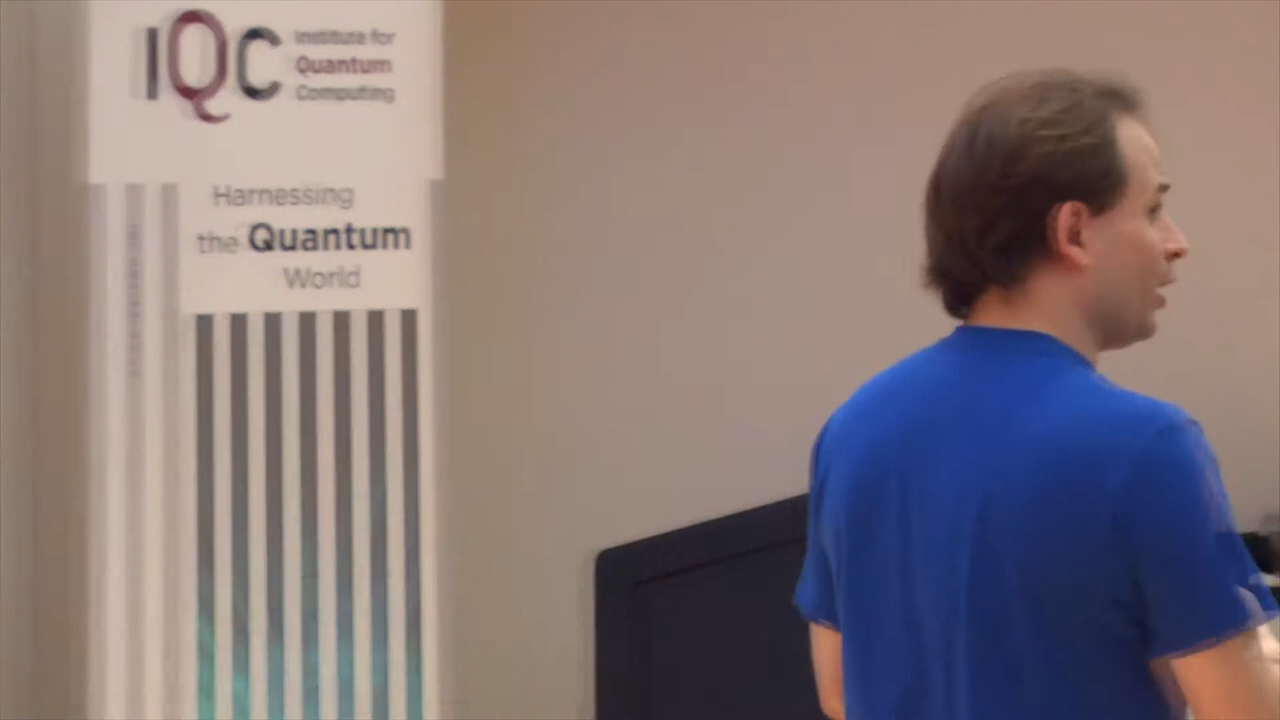 IQC
Institute for
Quantum
Computing
Harnessing
the Quantum
World